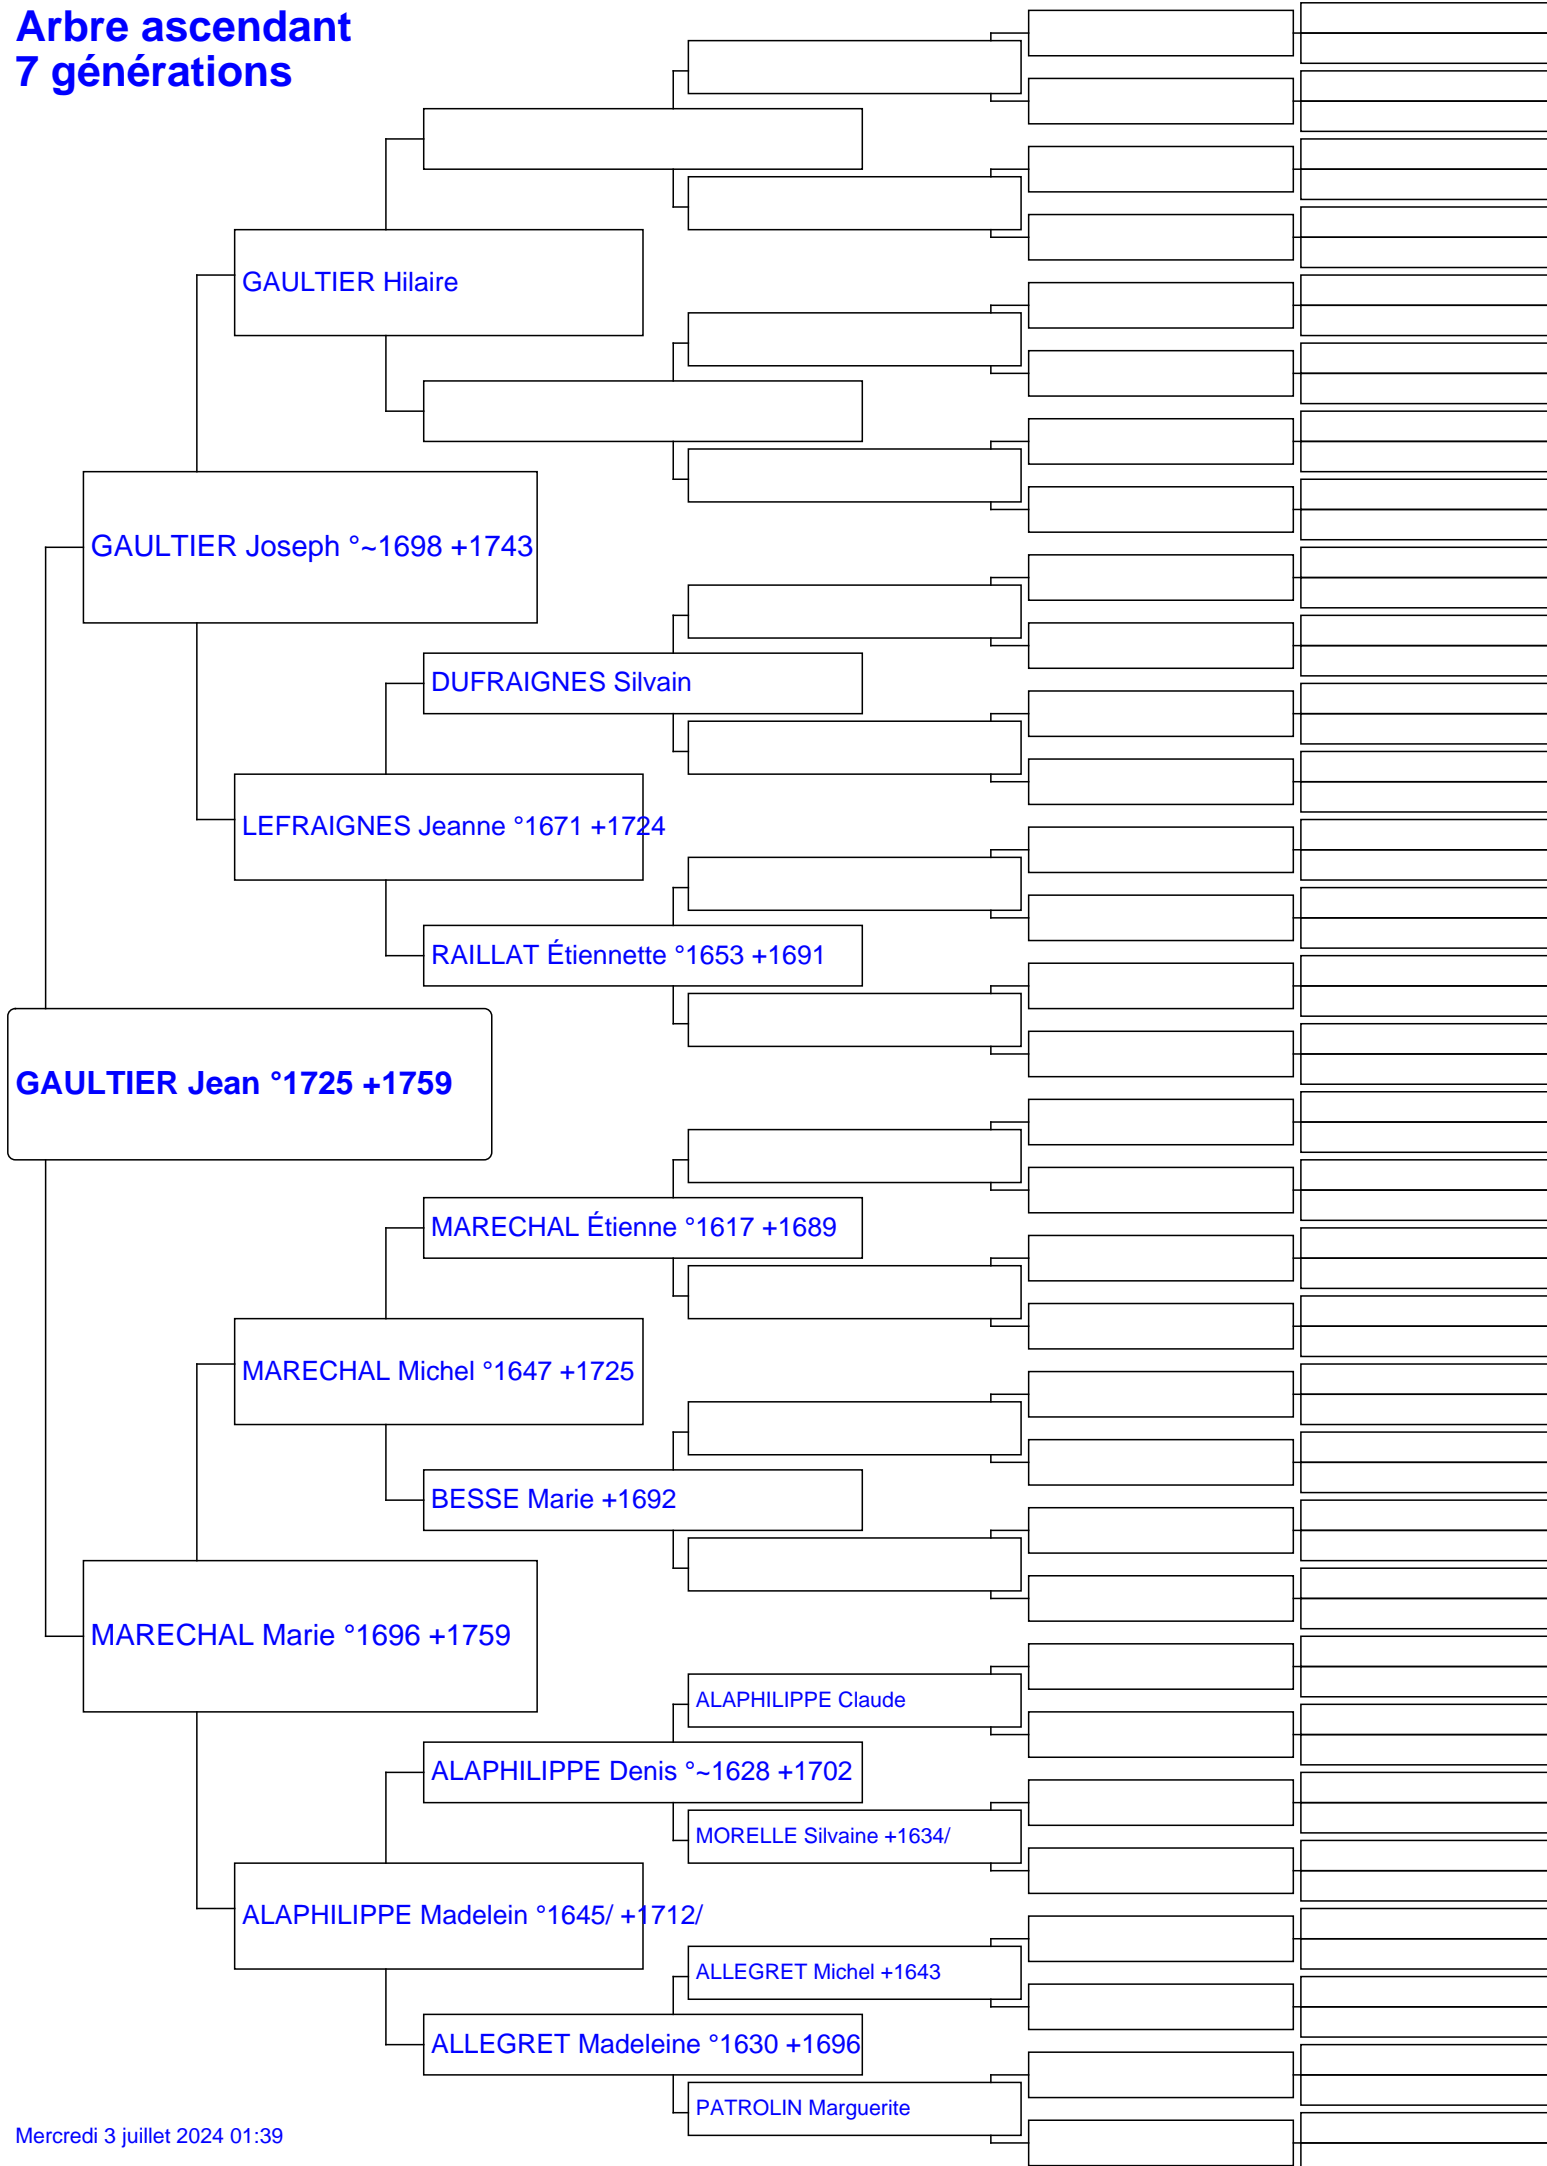 Arbre ascendant
7 générations
GAULTIER Hilaire
GAULTIER Joseph °~1698 +1743
DUFRAIGNES Silvain
LEFRAIGNES Jeanne °1671 +1724
RAILLAT Étiennette °1653 +1691
GAULTIER Jean °1725 +1759
MARECHAL Étienne °1617 +1689
MARECHAL Michel °1647 +1725
BESSE Marie +1692
MARECHAL Marie °1696 +1759
ALAPHILIPPE Claude
ALAPHILIPPE Denis °~1628 +1702
MORELLE Silvaine +1634/
ALAPHILIPPE Madelein °1645/ +1712/
ALLEGRET Michel +1643
ALLEGRET Madeleine °1630 +1696
PATROLIN Marguerite
Mercredi 3 juillet 2024 01:39